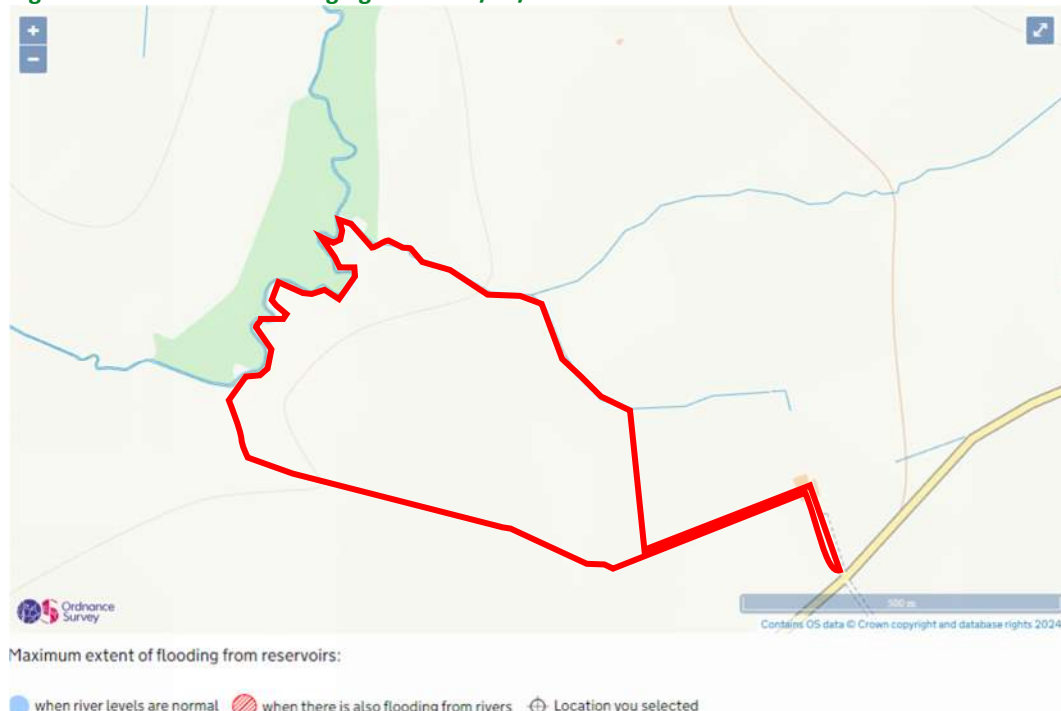 +
−
Ordnance
Survey
500 m
Contains OS data © Crown copyright and database rights 2024
Maximum extent of flooding from reservoirs:
when river levels are normal when there is also flooding from rivers Location you selected